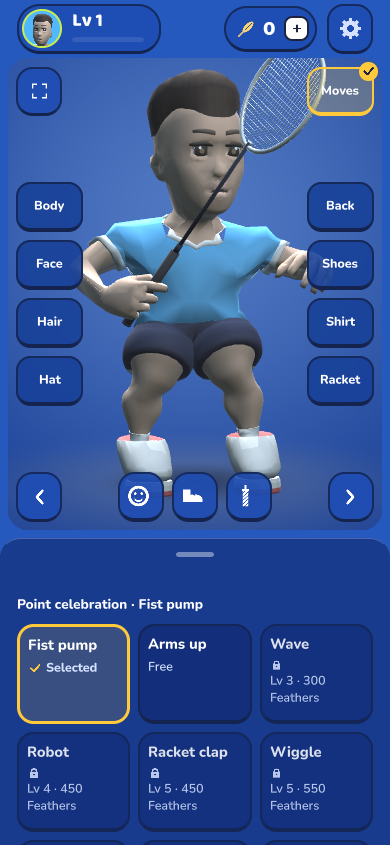 Lv 1
0
+
Moves
Body
Back
Face
Shoes
Hair
Shirt
Hat
Racket
Point celebration · Fist pump
Fist pump
Selected
Arms up
Free
Wave
Lv 3 · 300
Feathers
Robot
Lv 4 · 450
Feathers
Racket clap
Lv 5 · 450
Feathers
Wiggle
Lv 5 · 550
Feathers